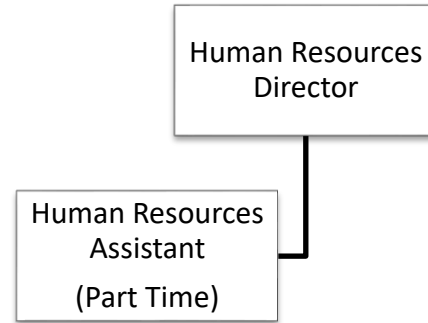 Human Resources
Director
Human Resources
Assistant
(Part Time)